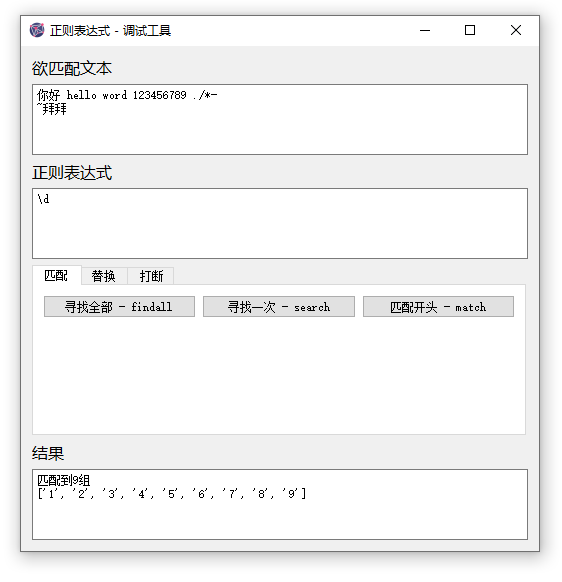 正则表达式 - 调试工具
欲匹配文本
你好 hello word 123456789 ./*-
~拜拜
正则表达式
\d
匹配 替换 打断
寻找全部 - findall 寻找一次 - search 匹配开头 - match
结果
匹配到9组
['1', '2', '3', '4', '5', '6', '7', '8', '9']